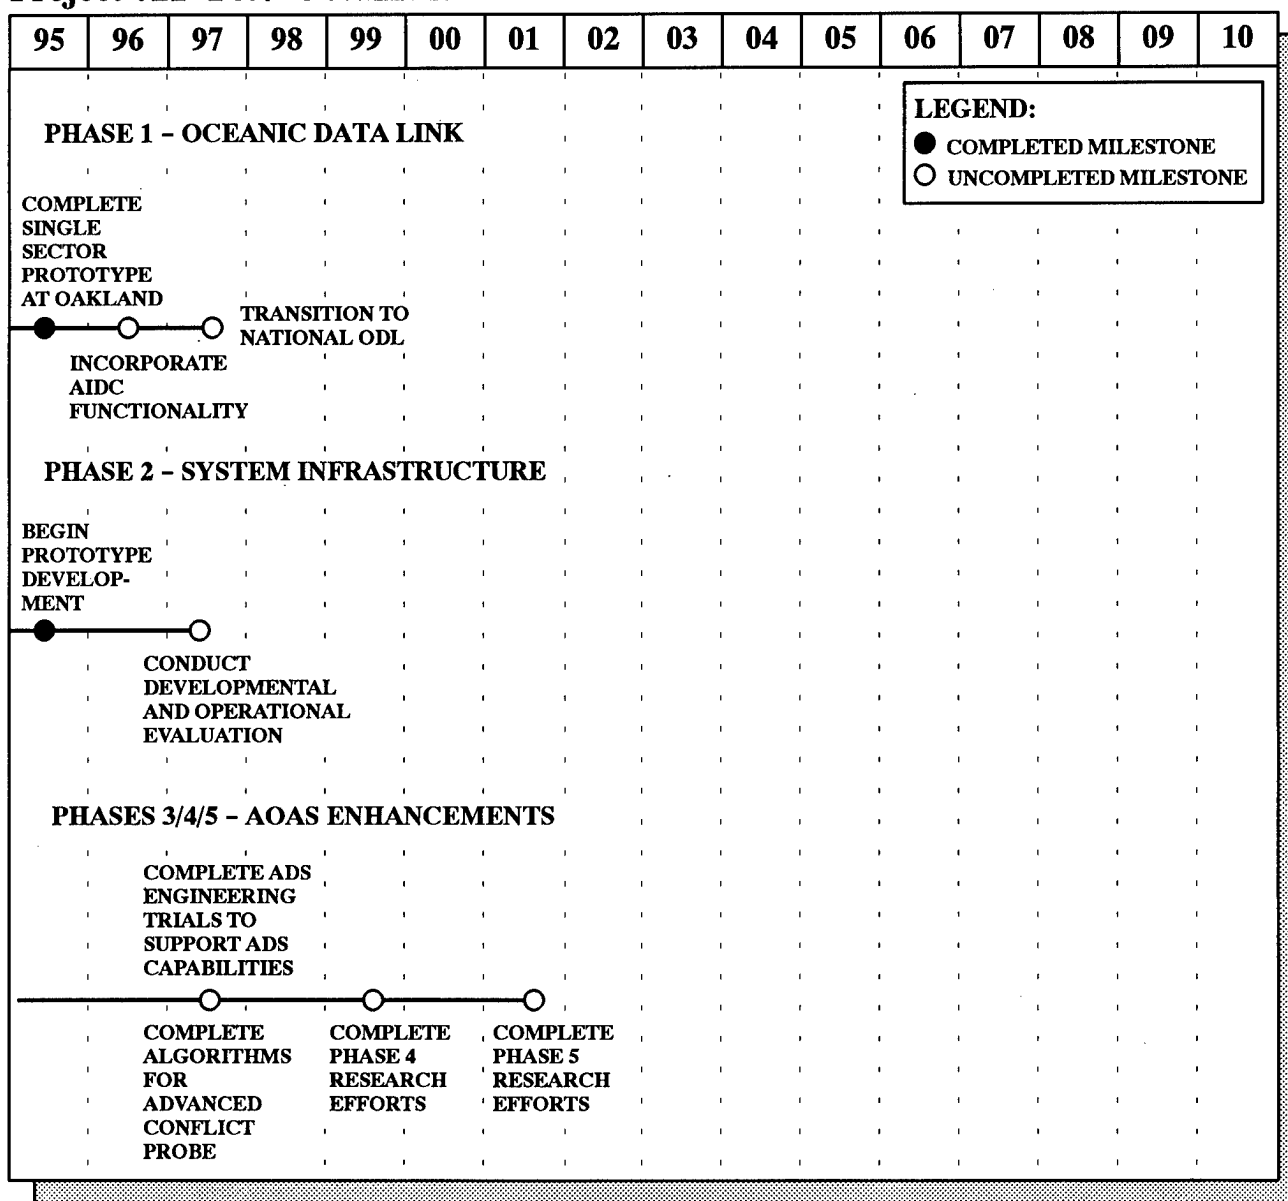 95 96 97 98 99 00 01 02 03 04 05 06 07 08 09 10
LEGEND:
COMPLETED MILESTONE
UNCOMPLETED MILESTONE
PHASE 1 – OCEANIC DATA LINK
COMPLETE
SINGLE
SECTOR
PROTOTYPE
AT OAKLAND
TRANSITION TO
NATIONAL ODL
INCORPORATE
AIDC
FUNCTIONALITY
PHASE 2 – SYSTEM INFRASTRUCTURE
BEGIN
PROTOTYPE
DEVELOP-
MENT
CONDUCT
DEVELOPMENTAL
AND OPERATIONAL
EVALUATION
PHASES 3/4/5 – AOAS ENHANCEMENTS
COMPLETE ADS
ENGINEERING
TRIALS TO
SUPPORT ADS
CAPABILITIES
COMPLETE
ALGORITHMS
FOR
ADVANCED
CONFLICT
PROBE
COMPLETE
PHASE 4
RESEARCH
EFFORTS
COMPLETE
PHASE 5
RESEARCH
EFFORTS